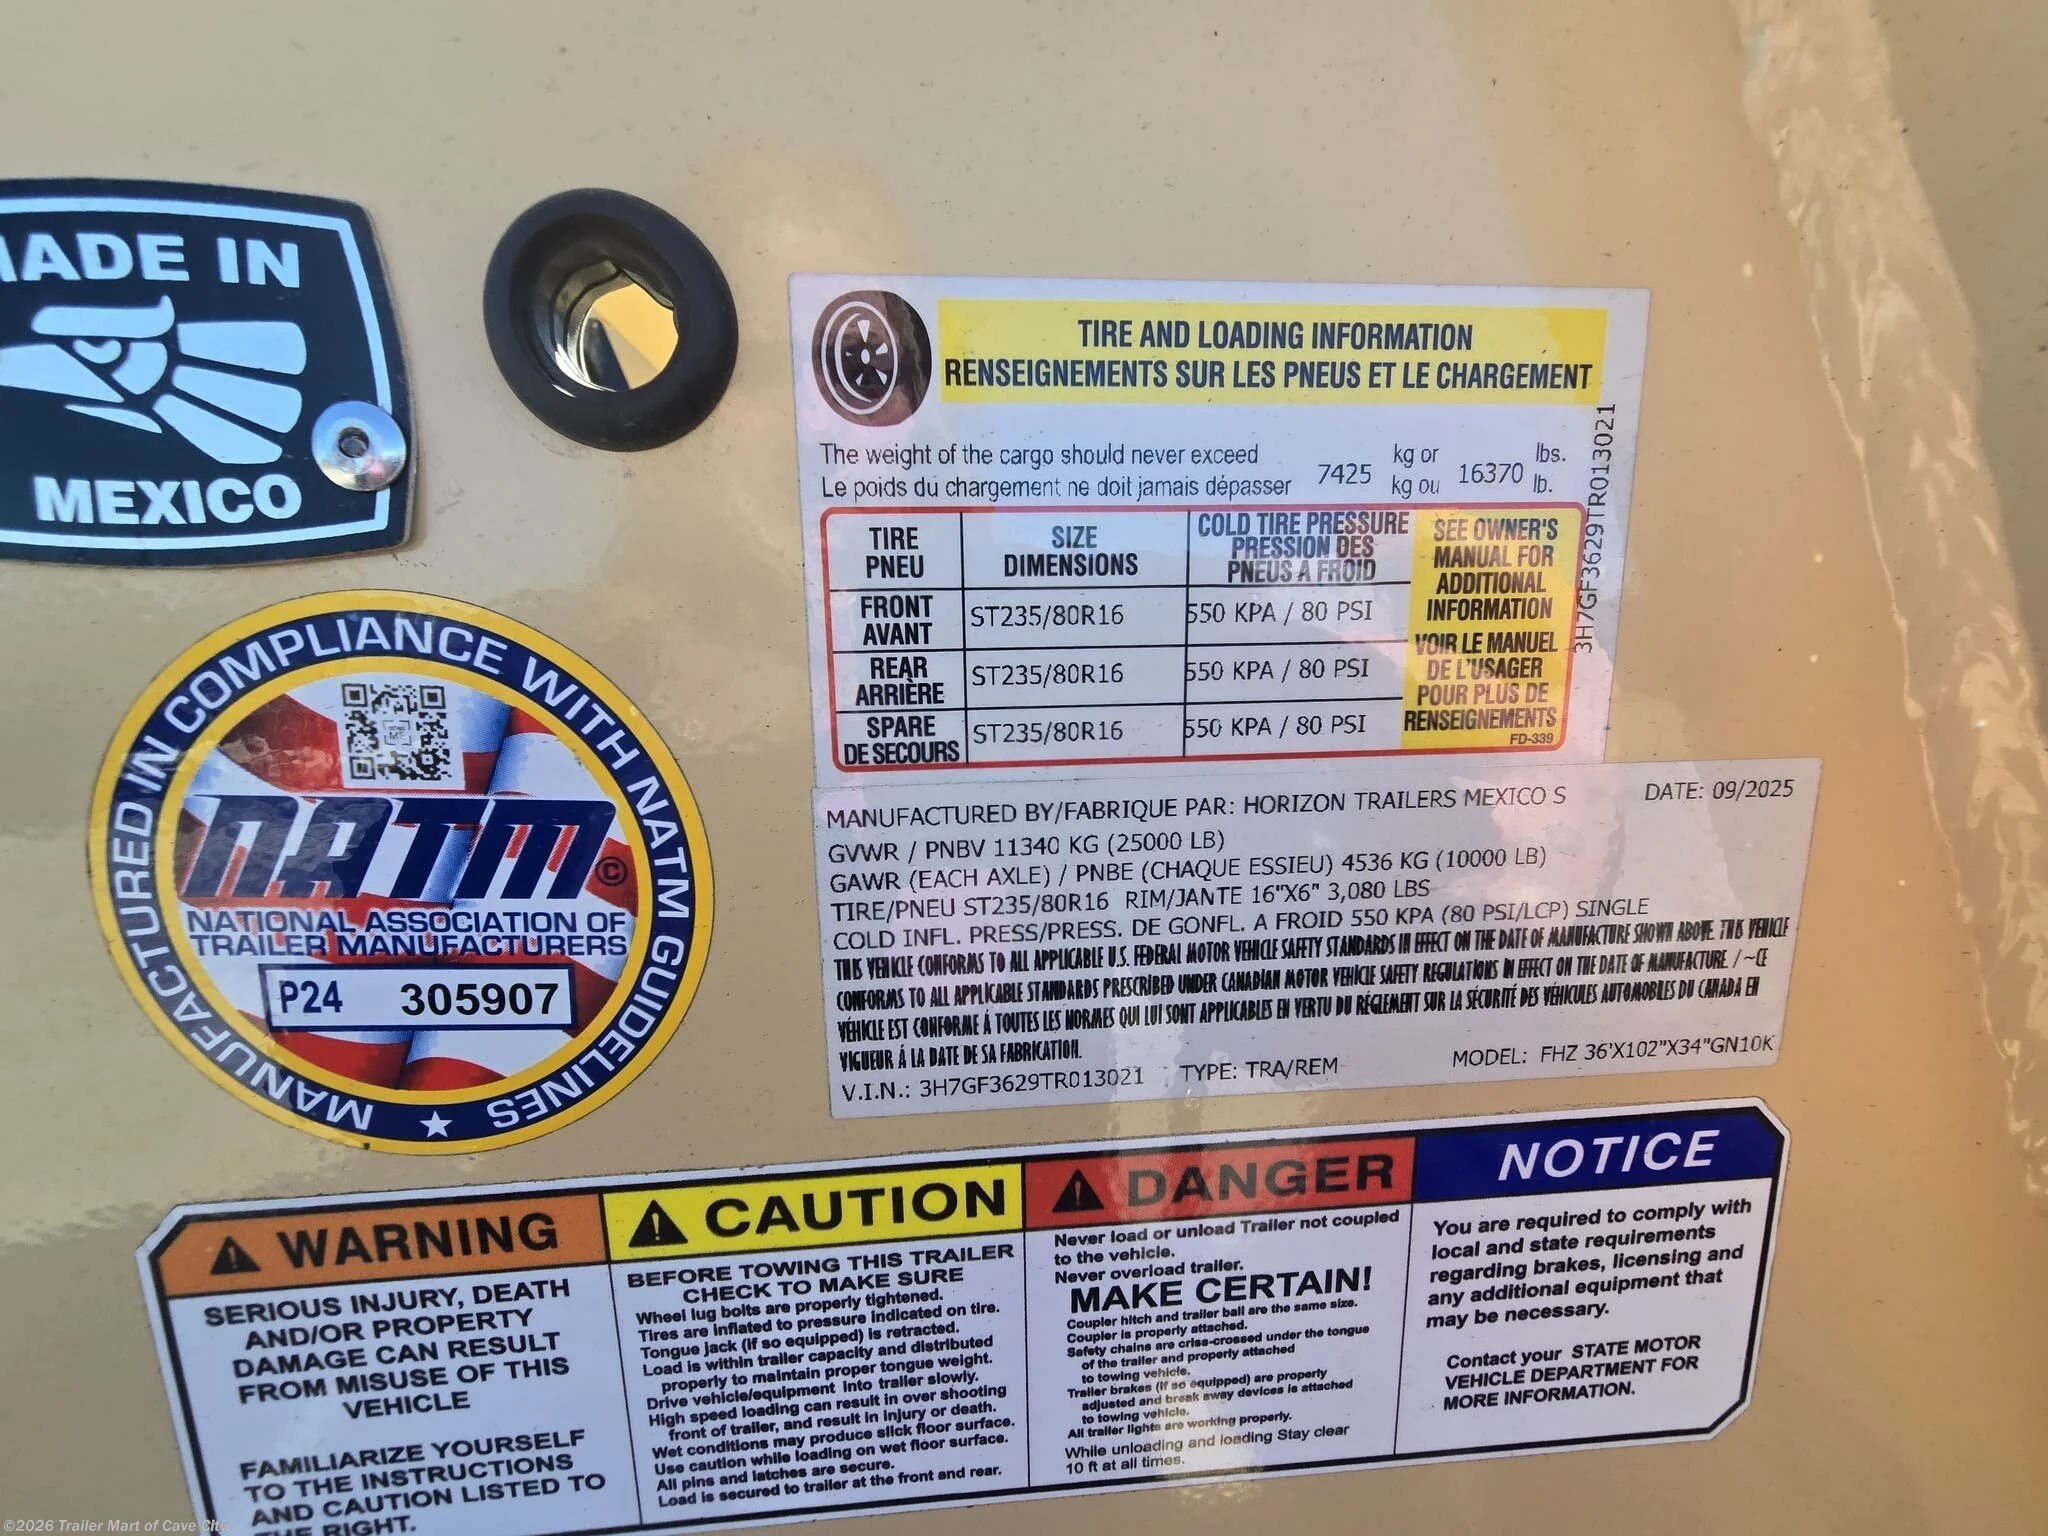 MADE IN
MEXICO
TIRE AND LOADING INFORMATION
RENSEIGNEMENTS SUR LES PNEUS ET LE CHARGEMENT
The weight of the cargo should never exceed
Le poids du chargement ne doit jamais dépasser
7425 kg or kg ou 16370 lbs. lb.
3H7GF3629TR013021
TIRE PNEU
SIZE DIMENSIONS
COLD TIRE PRESSURE
PRESSION DES
PNEUS A FROID
FRONT AVANT ST235/80R16 550 KPA / 80 PSI
REAR ARRIÈRE ST235/80R16 550 KPA / 80 PSI
SPARE DE SECOURS ST235/80R16 550 KPA / 80 PSI
SEE OWNER'S
MANUAL FOR
ADDITIONAL
INFORMATION
VOIR LE MANUEL
DE L'USAGER
POUR PLUS DE
RENSEIGNEMENTS
FD-339
MANUFACTURED BY/FABRIQUE PAR: HORIZON TRAILERS MEXICO S DATE: 09/2025
GVWR / PNBV 11340 KG (25000 LB)
GAWR (EACH AXLE) / PNBE (CHAQUE ESSIEU) 4536 KG (10000 LB)
TIRE/PNEU ST235/80R16 RIM/JANTE 16"X6" 3,080 LBS
COLD INFL. PRESS/PRESS. DE GONFL. A FROID 550 KPA (80 PSI/LCP) SINGLE
THIS VEHICLE CONFORMS TO ALL APPLICABLE U.S. FEDERAL MOTOR VEHICLE SAFETY STANDARDS IN EFFECT ON THE DATE OF MANUFACTURE SHOWN ABOVE. THIS VEHICLE
CONFORMS TO ALL APPLICABLE STANDARDS PRESCRIBED UNDER CANADIAN MOTOR VEHICLE SAFETY REGULATIONS IN EFFECT ON THE DATE OF MANUFACTURE. / ~CE
VÉHICLE EST CONFORME Á TOUTES LES NORMES QUI LUI SONT APPLICABLES EN VERTU DU RÉGLEMENT SUR LA SÉCURITÉ DES VÉHICULES AUTOMOBILES DU CANADA EN
VIGUEUR Á LA DATE DE SA FABRICATION.
V.I.N.: 3H7GF3629TR013021 TYPE: TRA/REM MODEL: FHZ 36'X102"X34"GN10K
MANUFACTURED IN COMPLIANCE WITH NATM GUIDELINES
NATM ©
NATIONAL ASSOCIATION OF
TRAILER MANUFACTURERS
P24 305907
WARNING
SERIOUS INJURY, DEATH
AND/OR PROPERTY
DAMAGE CAN RESULT
FROM MISUSE OF THIS
VEHICLE
FAMILIARIZE YOURSELF
TO THE INSTRUCTIONS
AND CAUTION LISTED TO
THE RIGHT.
CAUTION
BEFORE TOWING THIS TRAILER
CHECK TO MAKE SURE
Wheel lug bolts are properly tightened.
Tires are inflated to pressure indicated on tire.
Tongue jack (if so equipped) is retracted.
Load is within trailer capacity and distributed
properly to maintain proper tongue weight.
Drive vehicle/equipment into trailer slowly.
High speed loading can result in over shooting
front of trailer, and result in injury or death.
Wet conditions may produce slick floor surface.
Use caution while loading on wet floor surface.
All pins and latches are secure.
Load is secured to trailer at the front and rear.
DANGER
Never load or unload Trailer not coupled
to the vehicle.
Never overload trailer.
MAKE CERTAIN!
Coupler hitch and trailer ball are the same size.
Coupler is properly attached.
Safety chains are criss-crossed under the tongue
of the trailer and properly attached
to towing vehicle.
Trailer brakes (if so equipped) are properly
adjusted and break away devices is attached
to towing vehicle.
All trailer lights are working properly.
While unloading and loading Stay clear
10 ft at all times.
NOTICE
You are required to comply with
local and state requirements
regarding brakes, licensing and
any additional equipment that
may be necessary.
Contact your STATE MOTOR
VEHICLE DEPARTMENT FOR
MORE INFORMATION.
©2026 Trailer Mart of Cave City